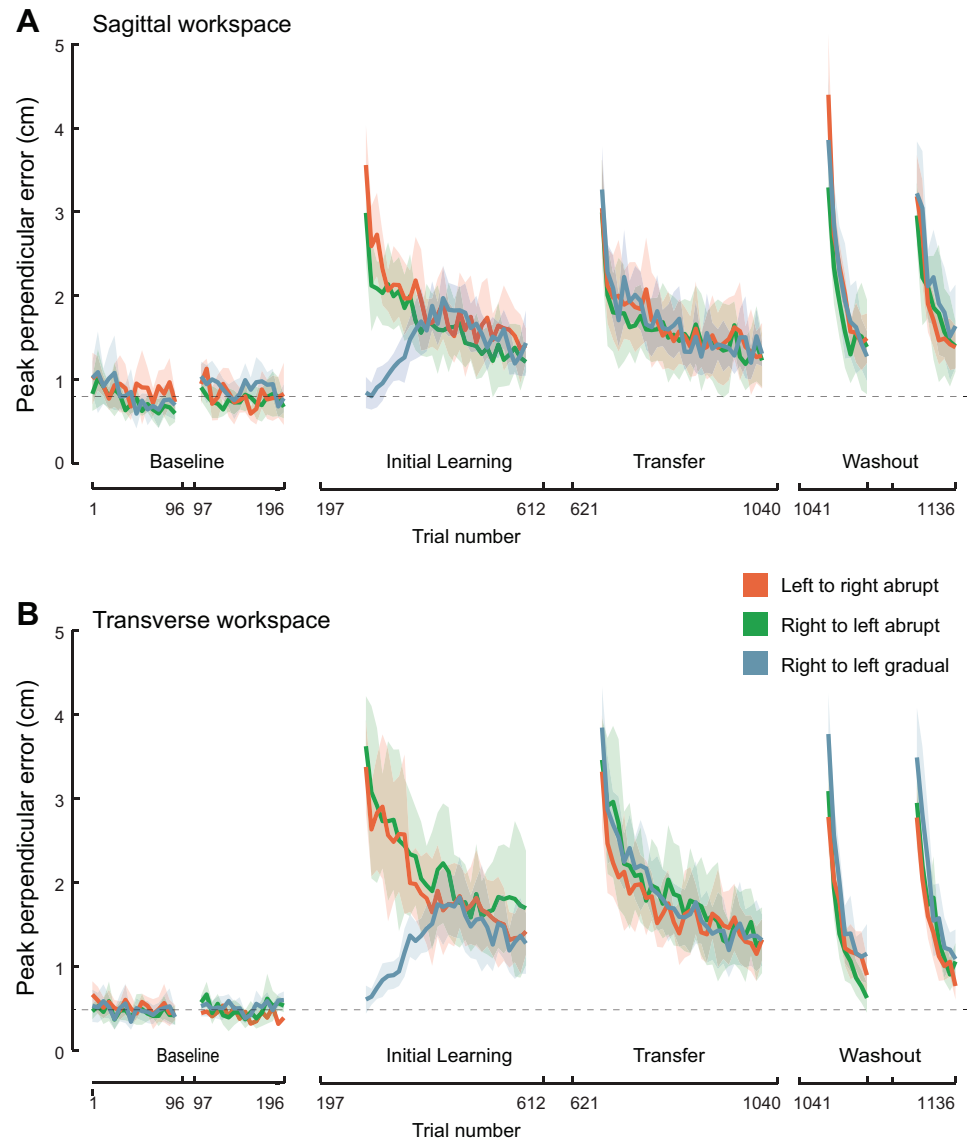 A
Sagittal workspace
Peak perpendicular error (cm)
5
4
3
2
1
0
Baseline
Initial Learning
Transfer
Washout
1
96
97
196
197
612
621
1040
1041
1136
Trial number
Left to right abrupt
Right to left abrupt
Right to left gradual
B
Transverse workspace
Peak perpendicular error (cm)
5
4
3
2
1
0
Baseline
Initial Learning
Transfer
Washout
1
96
97
196
197
612
621
1040
1041
1136
Trial number